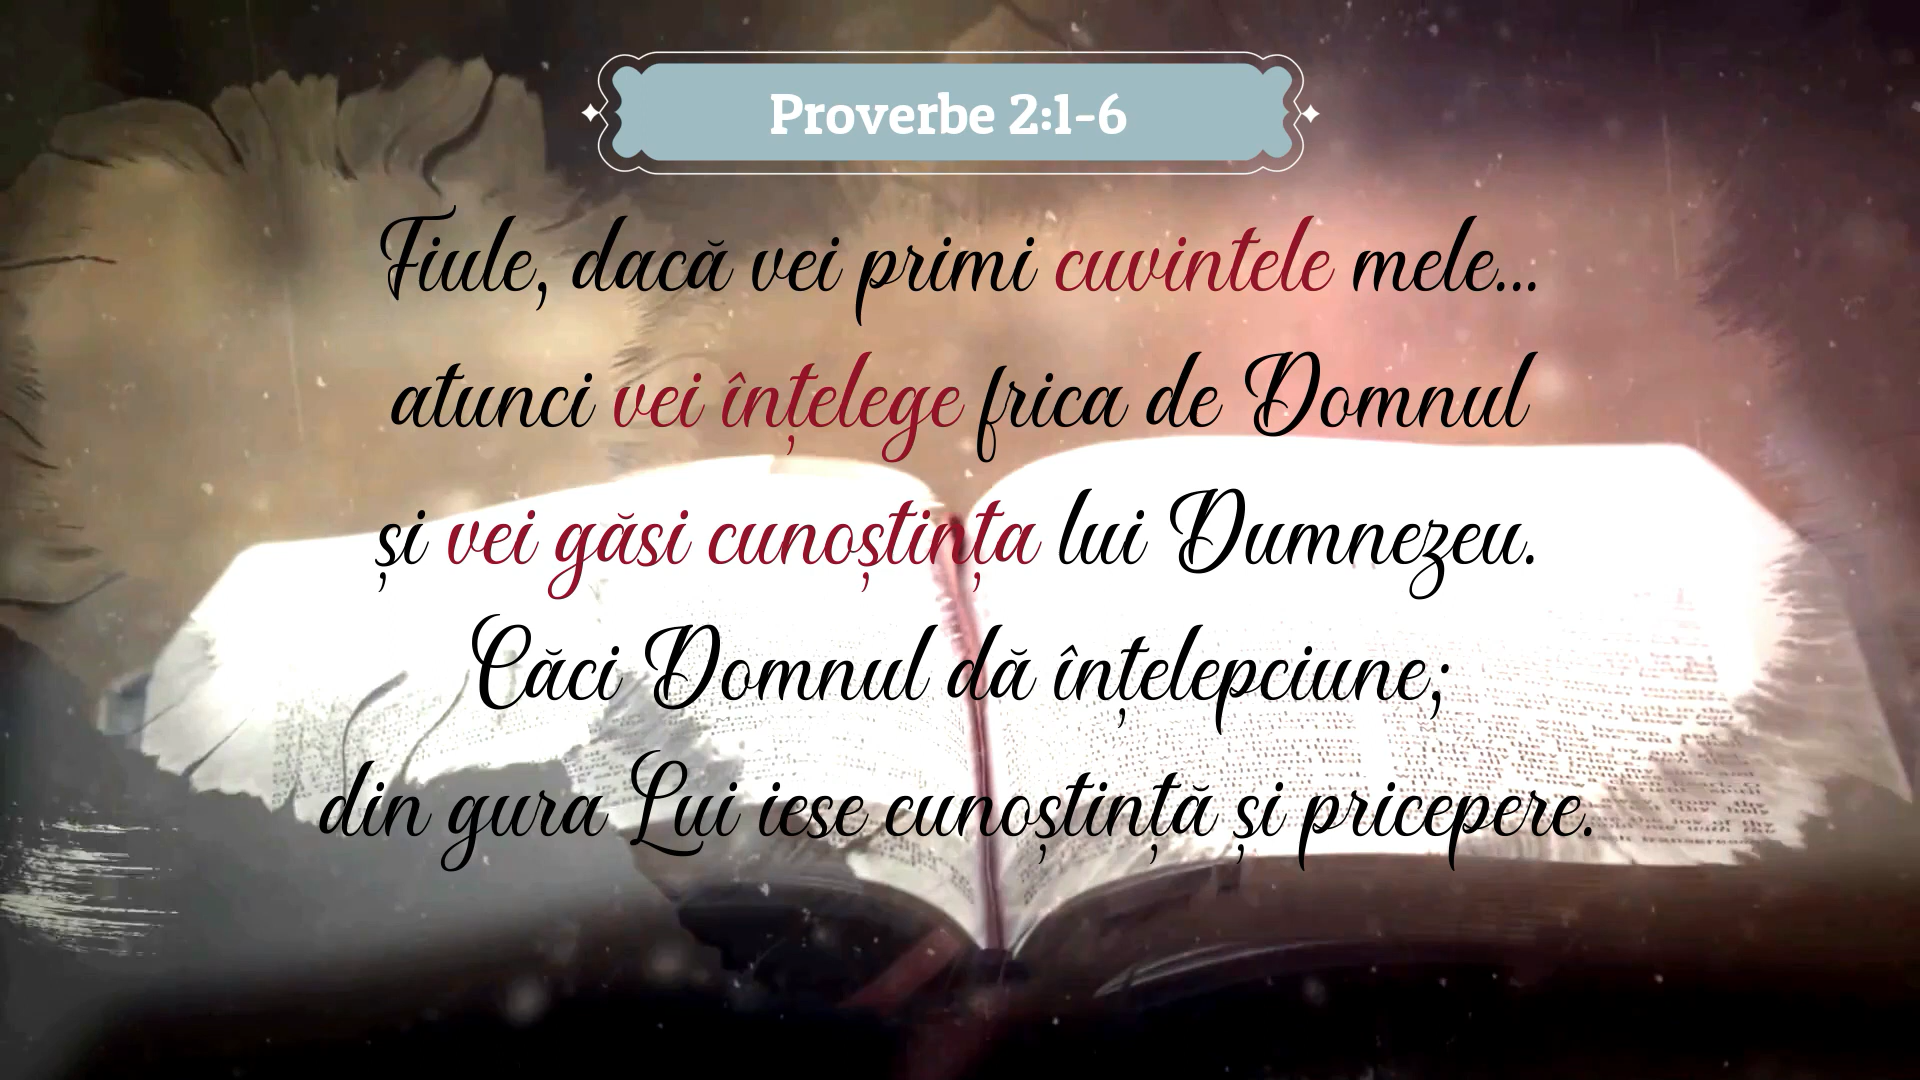 Proverbe 2:1-6
Fiule, dacă vei primi cuvintele mele...
atunci vei înțelege frica de Domnul
și vei găsi cunoștința lui Dumnezeu.
Căci Domnul dă înțelepciune;
din gura Lui iese cunoștință și pricepere.